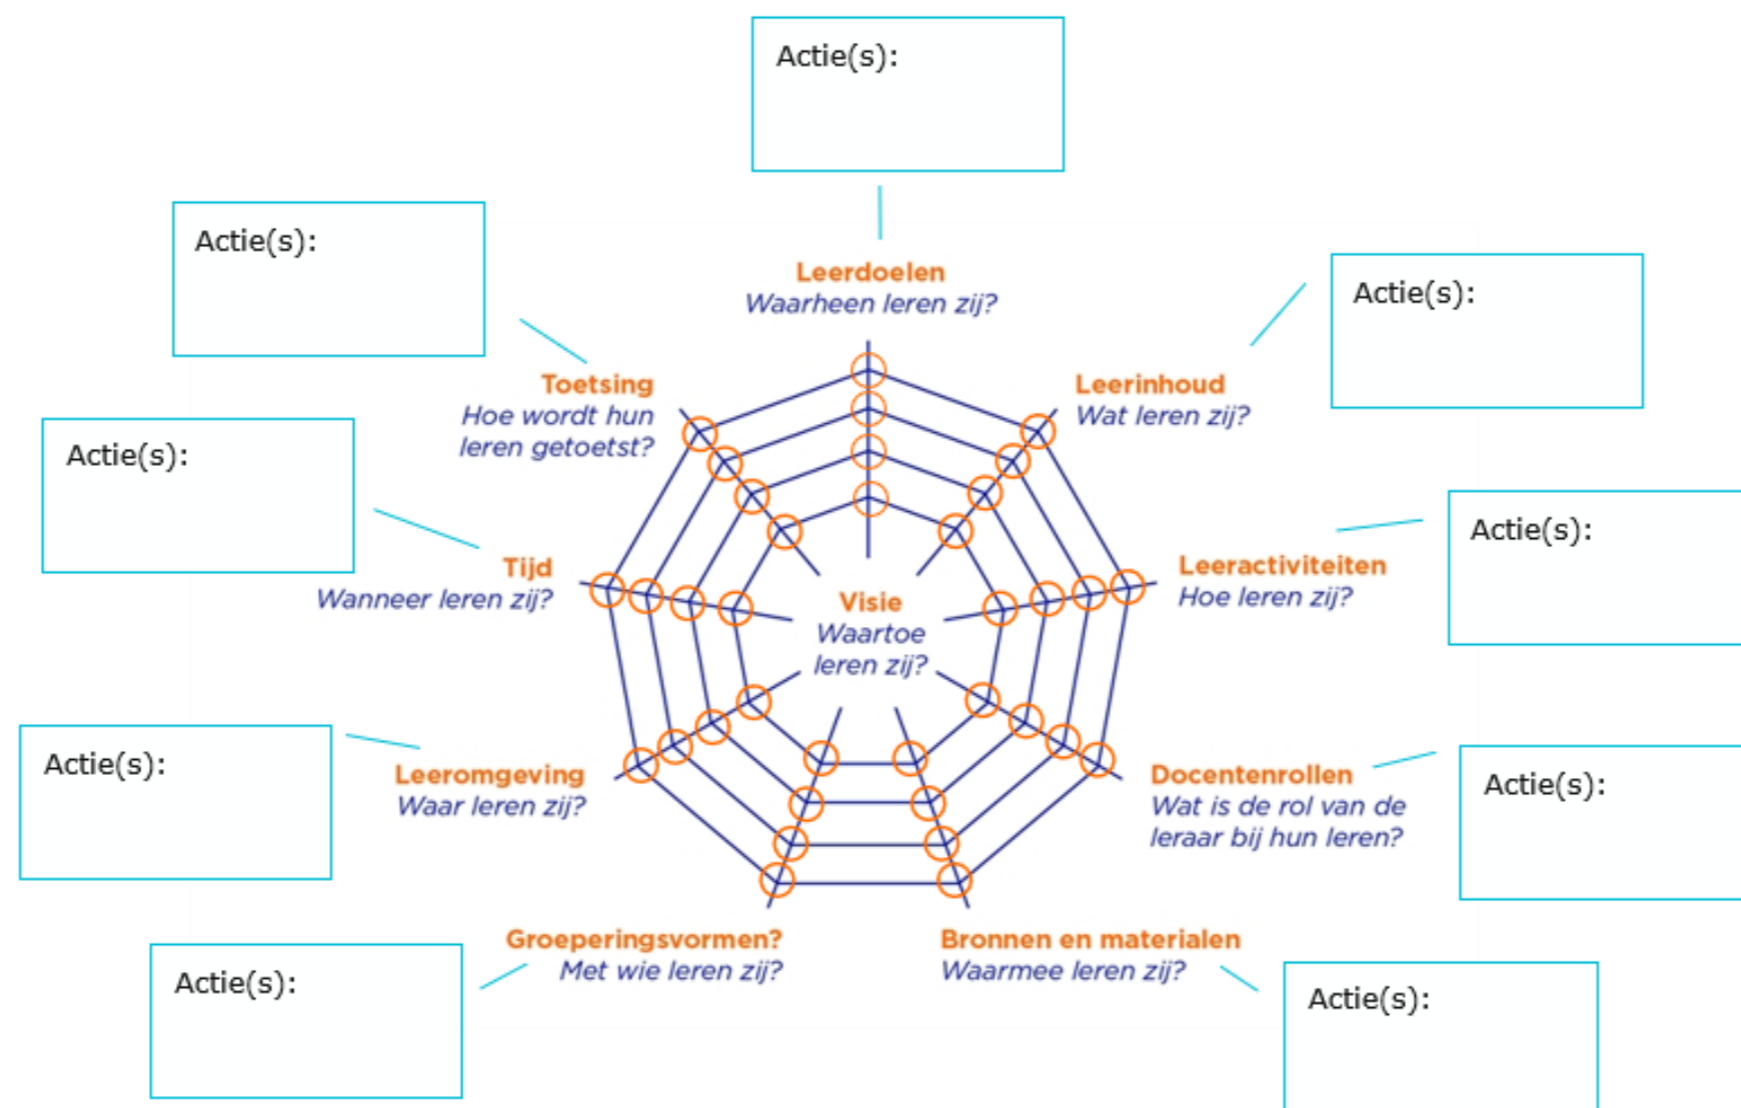 Actie(s):
Actie(s):
Actie(s):
Leerdoelen
Waarheen leren zij?
Toetsing
Hoe wordt hun
leren getoetst?
Leerinhoud
Wat leren zij?
Actie(s):
Actie(s):
Tijd
Wanneer leren zij?
Leeractiviteiten
Hoe leren zij?
Visie
Waartoe
leren zij?
Actie(s):
Leeromgeving
Waar leren zij?
Docentenrollen
Wat is de rol van de
leraar bij hun leren?
Actie(s):
Groeperingsvormen?
Met wie leren zij?
Bronnen en materialen
Waarmee leren zij?
Actie(s):
Actie(s):